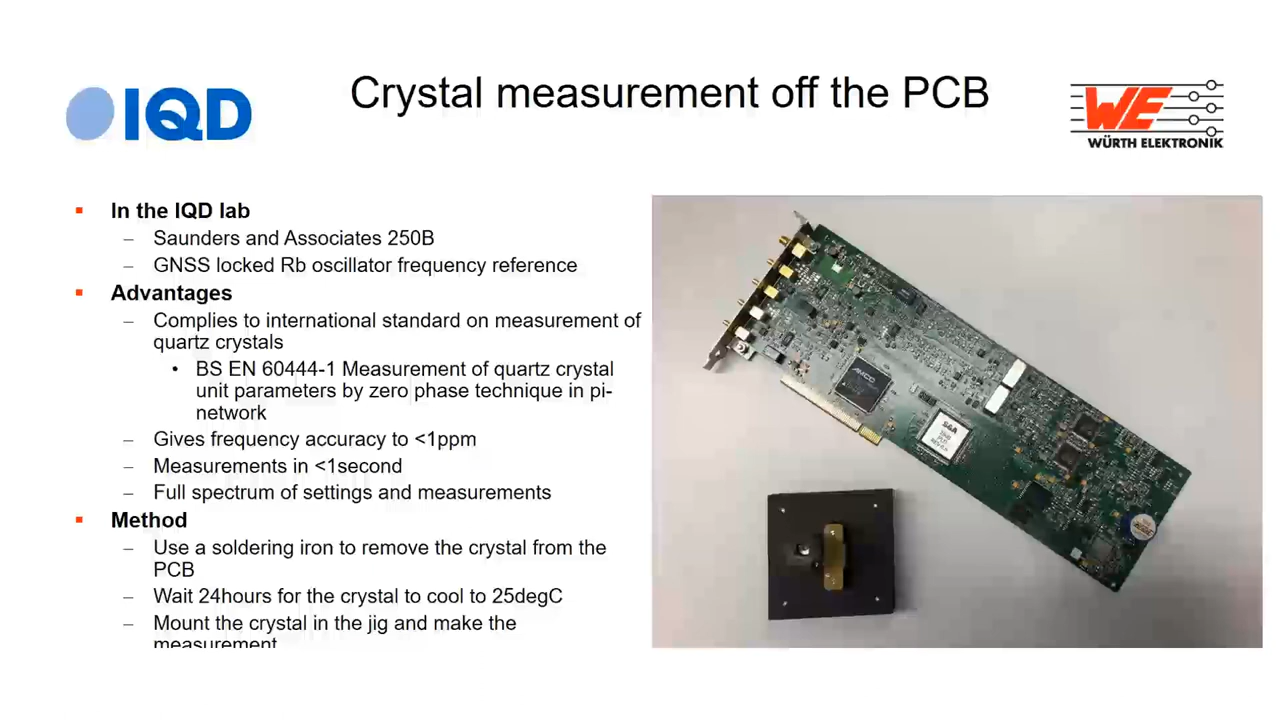 Crystal measurement off the PCB
IQD
WE
WÜRTH ELEKTRONIK
▪ In the IQD lab
– Saunders and Associates 250B
– GNSS locked Rb oscillator frequency reference
▪ Advantages
– Complies to international standard on measurement of
quartz crystals
• BS EN 60444-1 Measurement of quartz crystal
unit parameters by zero phase technique in pi-
network
– Gives frequency accuracy to <1ppm
– Measurements in <1second
– Full spectrum of settings and measurements
▪ Method
– Use a soldering iron to remove the crystal from the
PCB
– Wait 24hours for the crystal to cool to 25degC
– Mount the crystal in the jig and make the
measurement
AMCC
S&A